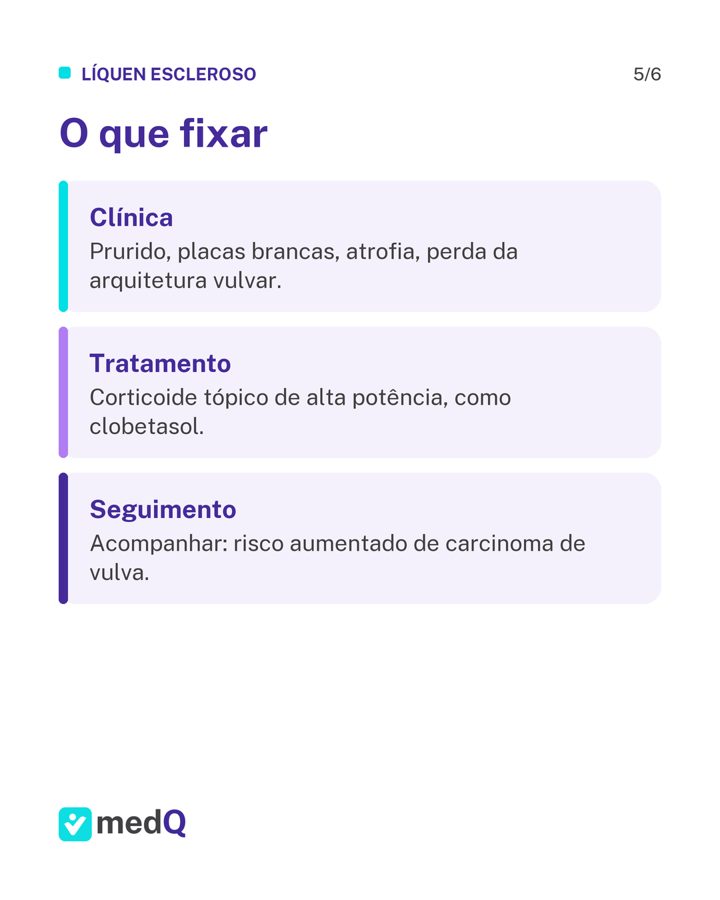 LÍQUEN ESCLEROSO
5/6
O que fixar
Clínica
Prurido, placas brancas, atrofia, perda da
arquitetura vulvar.
Tratamento
Corticoide tópico de alta potência, como
clobetasol.
Seguimento
Acompanhar: risco aumentado de carcinoma de
vulva.
medQ